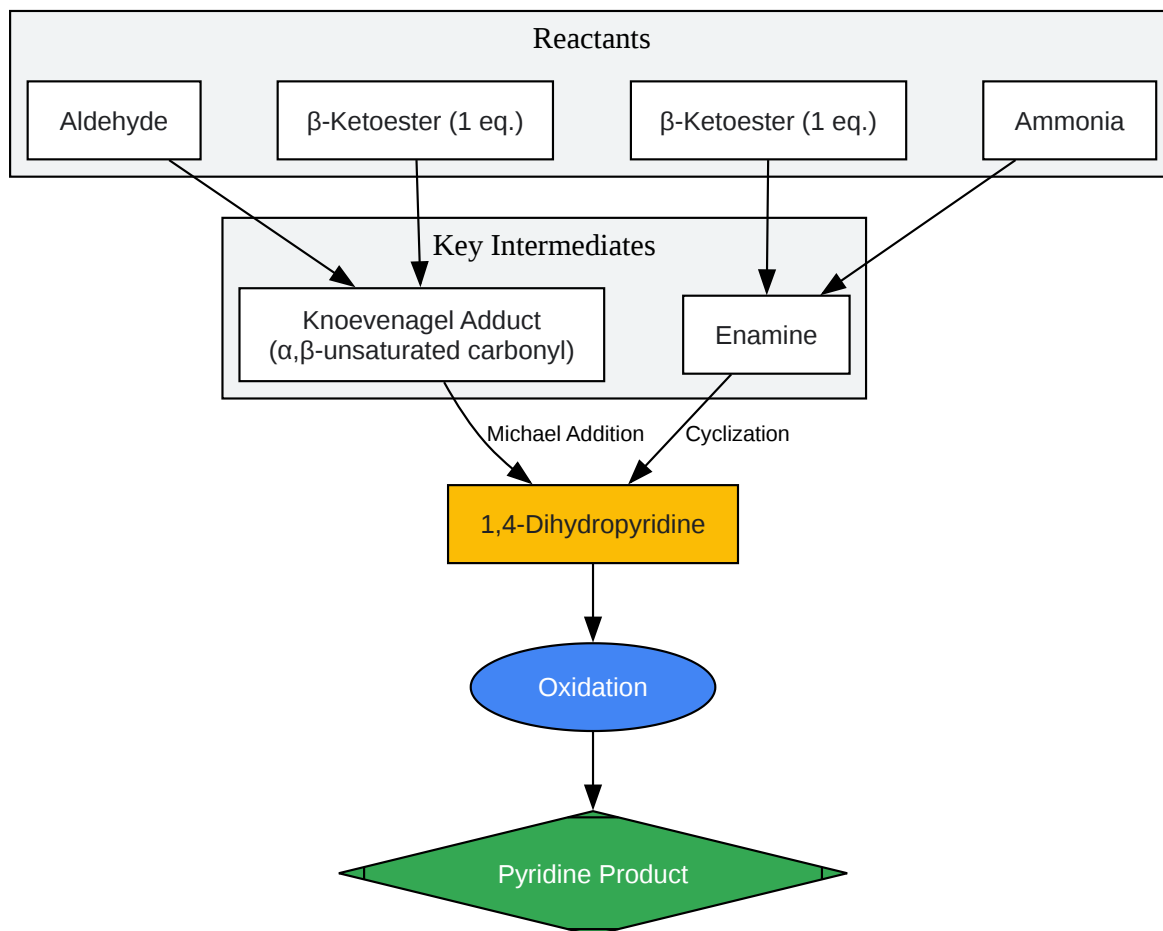 Reactants
Aldehyde
β-Ketoester (1 eq.)
β-Ketoester (1 eq.)
Ammonia
Key Intermediates
Knoevenagel Adduct
(α,β-unsaturated carbonyl)
Enamine
Michael Addition
Cyclization
1,4-Dihydropyridine
Oxidation
Pyridine Product